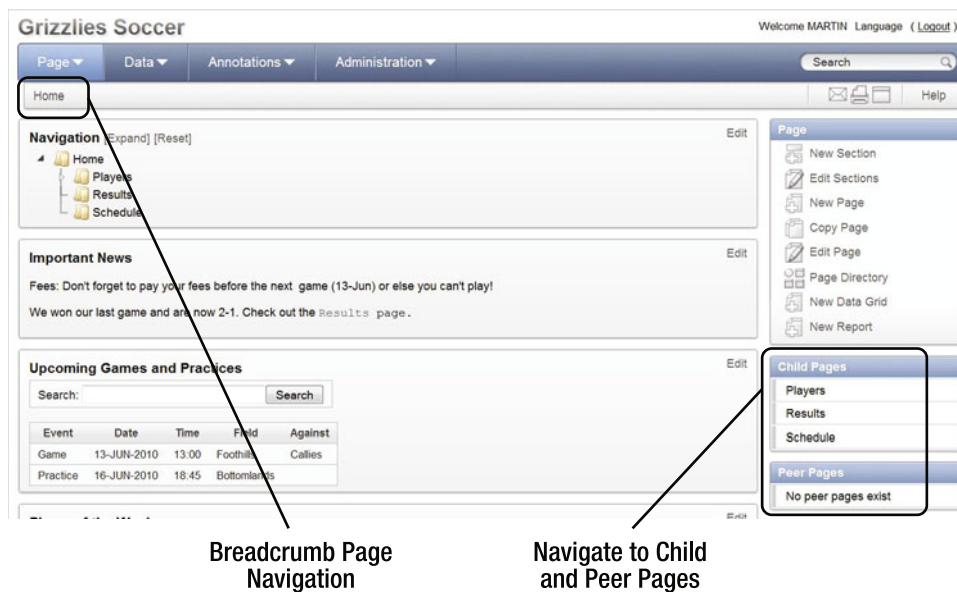 Grizzlies Soccer
Welcome MARTIN Language ( Logout )
Page Data Annotations Administration
Search
Home
Help
Navigation [Expand] [Reset]
Edit
Home
Players
Results
Schedule
Important News
Edit
Fees: Don't forget to pay your fees before the next game (13-Jun) or else you can't play!
We won our last game and are now 2-1. Check out the Results page.
Upcoming Games and Practices
Edit
Search:
Search
Event Date Time Field Against
Game 13-JUN-2010 13:00 Foothills Callies
Practice 16-JUN-2010 18:45 Bottomlands
Edit
Page
New Section
Edit Sections
New Page
Copy Page
Edit Page
Page Directory
New Data Grid
New Report
Child Pages
Players
Results
Schedule
Peer Pages
No peer pages exist
Breadcrumb Page
Navigation
Navigate to Child
and Peer Pages